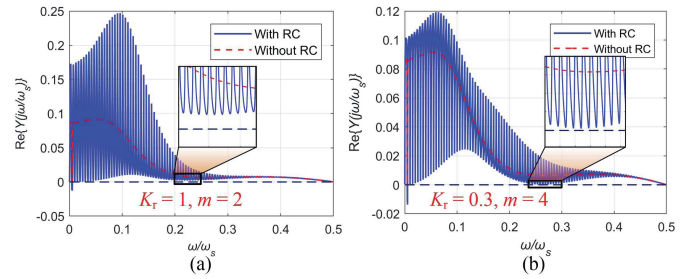 Re{Y(jω/ωs)}
0.25
0.2
0.15
0.1
0.05
0
-0.05
With RC
Without RC
Kr = 1, m = 2
0 0.1 0.2 0.3 0.4 0.5
ω/ωs
(a)
Re{Y(jω/ωs)}
0.12
0.1
0.08
0.06
0.04
0.02
0
-0.02
With RC
Without RC
Kr = 0.3, m = 4
0 0.1 0.2 0.3 0.4 0.5
ω/ωs
(b)